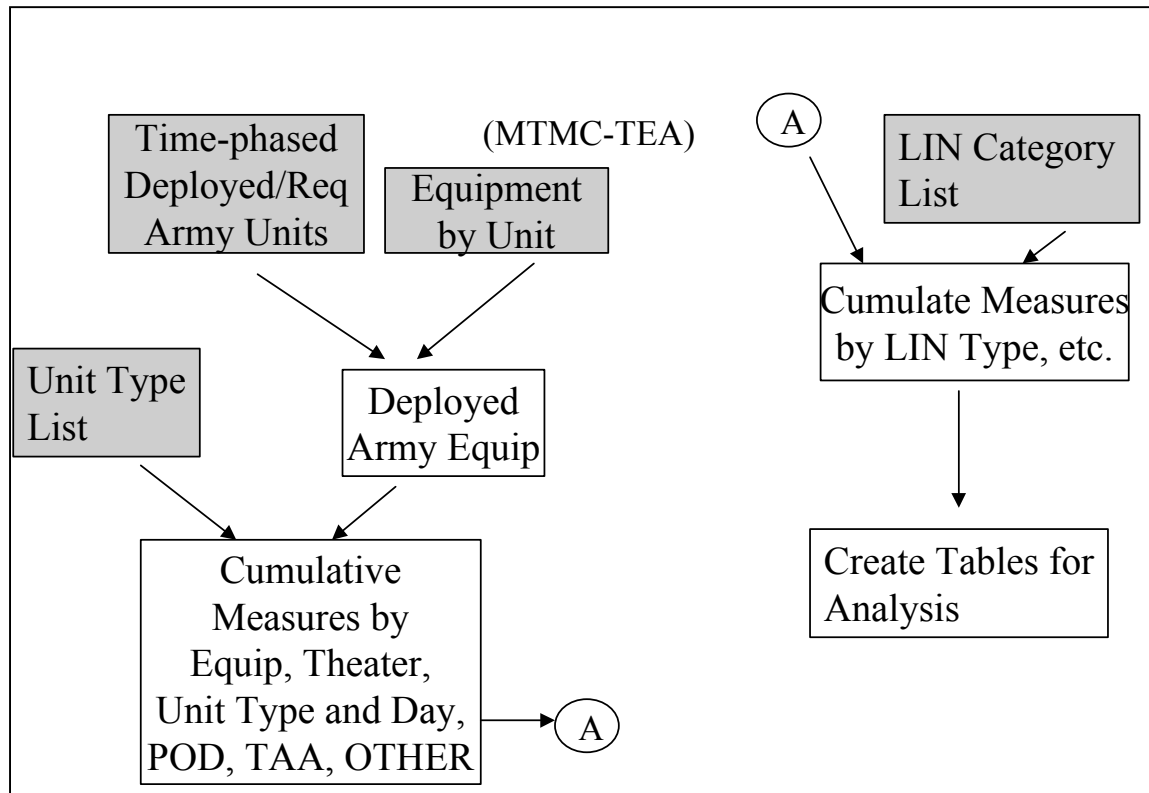 Time-phased
Deployed/Req
Army Units
(MTMC-TEA)
Equipment
by Unit
Unit Type
List
Deployed
Army Equip
Cumulative
Measures by
Equip, Theater,
Unit Type and Day,
POD, TAA, OTHER
A
A
LIN Category
List
Cumulate Measures
by LIN Type, etc.
Create Tables for
Analysis